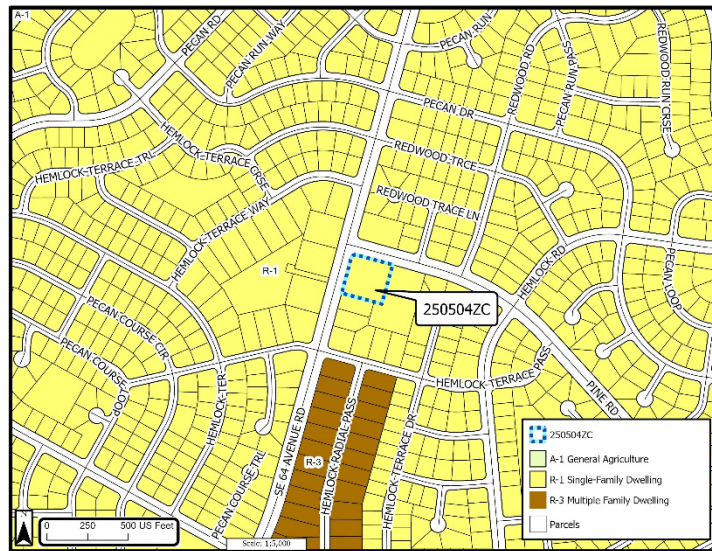 A-1
PECAN RD
PECAN RUN WAY
PECAN RUN
REDWOOD RD
PECAN RUN PASS
REDWOOD RUN CRSE
PECAN DR
HEMLOCK-TERRACE TRL
HEMLOCK-TERRACE CRSE
REDWOOD TRCE
REDWOOD TRACE LN
HEMLOCK-TERRACE WAY
HEMLOCK-RD
PECAN LOOP
R-1
250504ZC
PECAN COURSE CIR
PECAN COURSE
LOOP
HEMLOCK-TER
HEMLOCK-TERRACE PASS
PINE RD
SE 64 AVENUE RD
R-3
HEMLOCK-RADIAL-PASS
HEMLOCK-TERRACE DR
PECAN COURSE TRL
250504ZC
A-1 General Agriculture
R-1 Single-Family Dwelling
R-3 Multiple Family Dwelling
Parcels
N
0 250 500 US Feet
Scale: 1:5,000